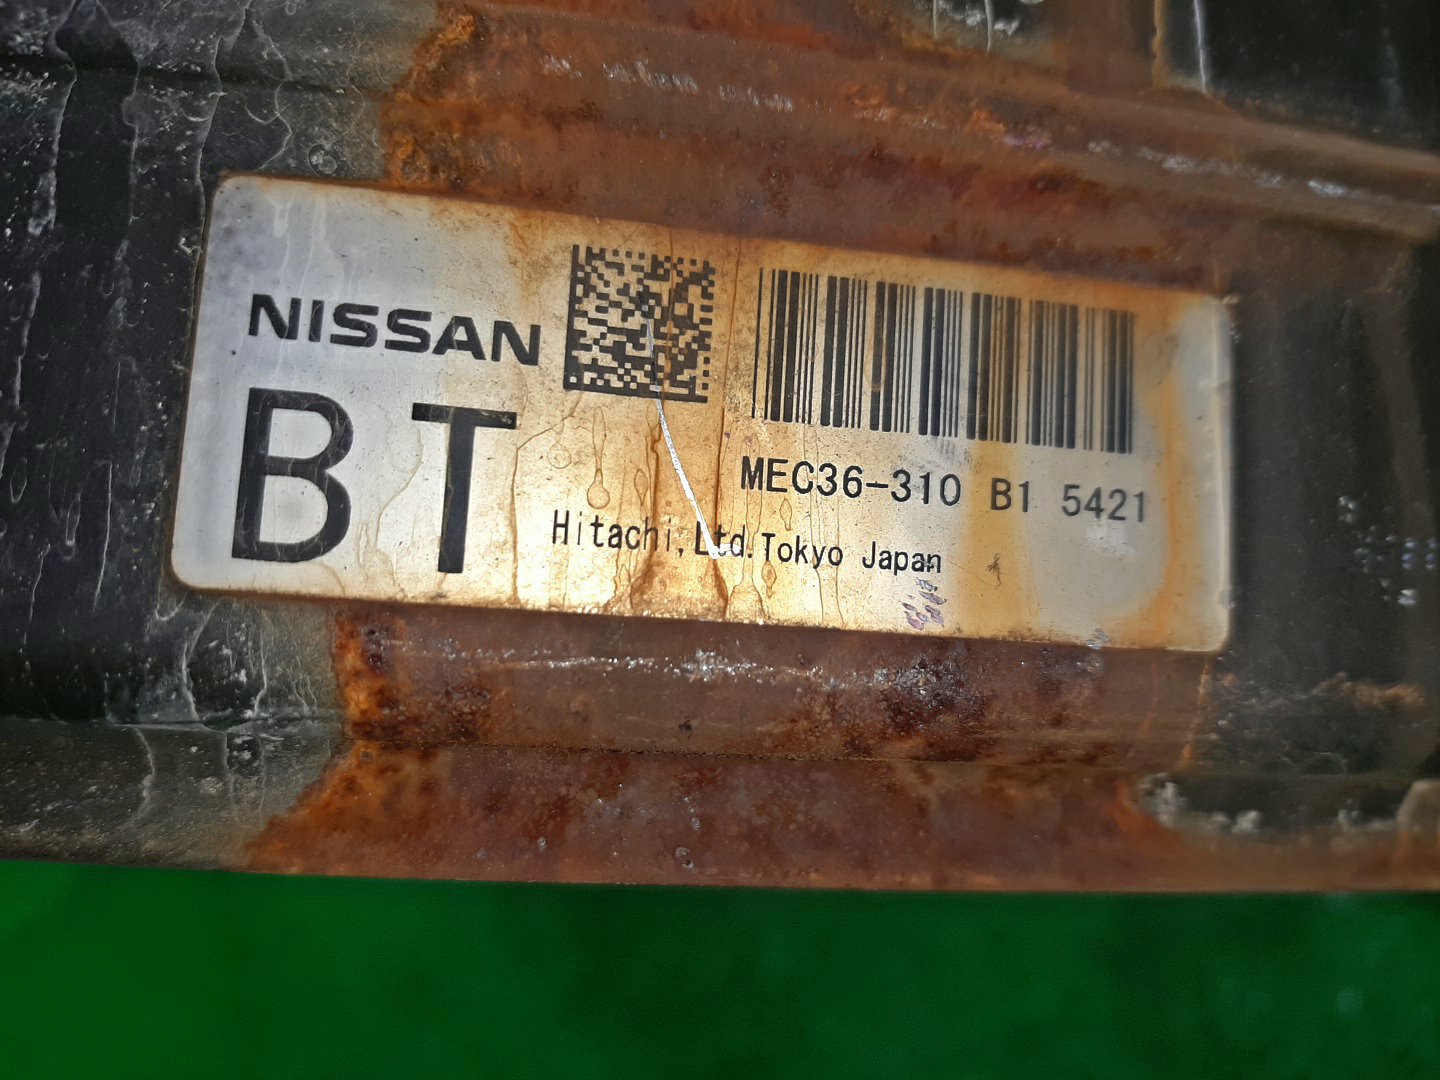 NISSAN
BT
MEC36-310 B1 5421
Hitachi,Ltd.Tokyo Japan